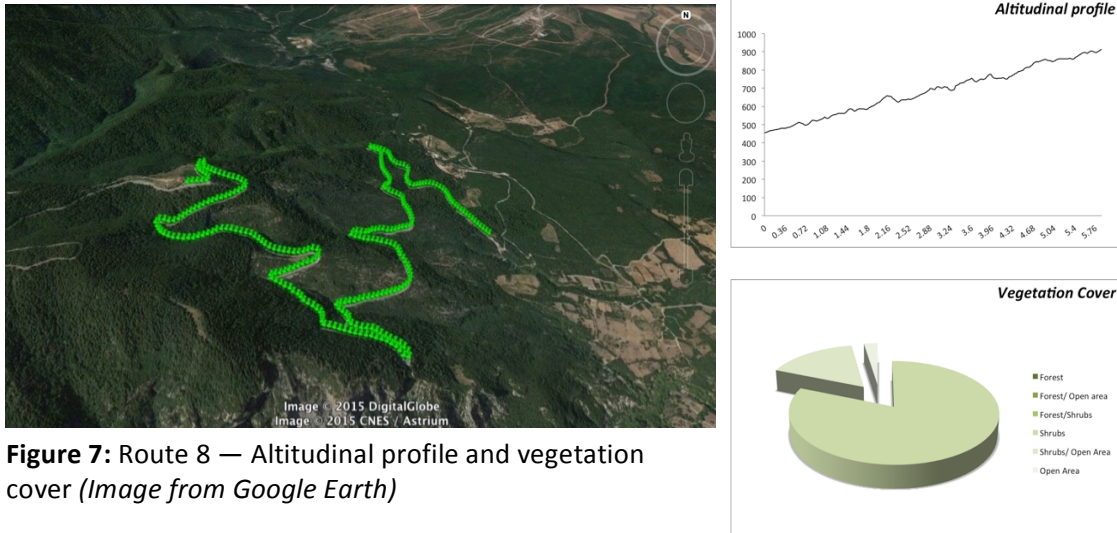 N
Image © 2015 DigitalGlobe
Image © 2015 CNES / Astrium
Figure 7: Route 8 — Altitudinal profile and vegetation
cover (Image from Google Earth)
Altitudinal profile
1000
900
800
700
600
500
400
300
200
100
0
0 0.36 0.72 1.08 1.44 1.8 2.16 2.52 2.88 3.24 3.6 3.96 4.32 4.68 5.04 5.4 5.76
Vegetation Cover
Forest
Forest/ Open area
Forest/Shrubs
Shrubs
Shrubs/ Open Area
Open Area